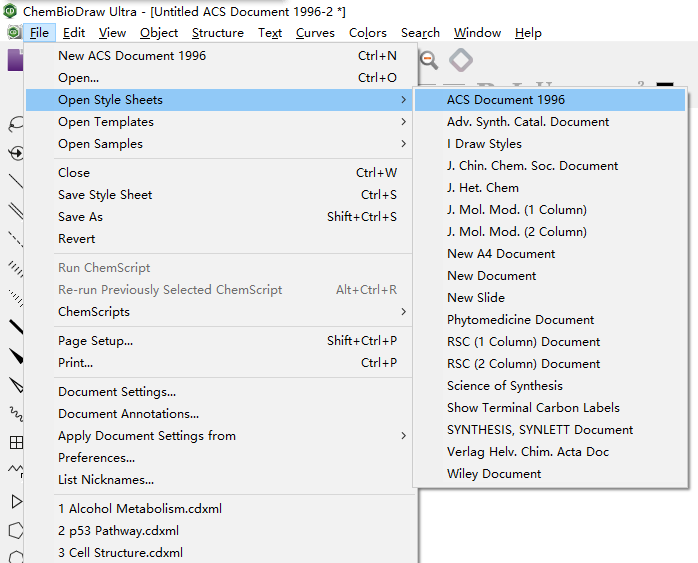 ChemBioDraw Ultra - [Untitled ACS Document 1996-2 *]
File Edit View Object Structure Text Curves Colors Search Window Help
New ACS Document 1996 Ctrl+N
Open... Ctrl+O
Open Style Sheets
Open Templates
Open Samples
Close Ctrl+W
Save Style Sheet Ctrl+S
Save As Shift+Ctrl+S
Revert
Run ChemScript
Re-run Previously Selected ChemScript Alt+Ctrl+R
ChemScripts
Page Setup... Shift+Ctrl+P
Print... Ctrl+P
Document Settings...
Document Annotations...
Apply Document Settings from
Preferences...
List Nicknames...
1 Alcohol Metabolism.cdxml
2 p53 Pathway.cdxml
3 Cell Structure.cdxml
ACS Document 1996
Adv. Synth. Catal. Document
I Draw Styles
J. Chin. Chem. Soc. Document
J. Het. Chem
J. Mol. Mod. (1 Column)
J. Mol. Mod. (2 Column)
New A4 Document
New Document
New Slide
Phytomedicine Document
RSC (1 Column) Document
RSC (2 Column) Document
Science of Synthesis
Show Terminal Carbon Labels
SYNTHESIS, SYNLETT Document
Verlag Helv. Chim. Acta Doc
Wiley Document